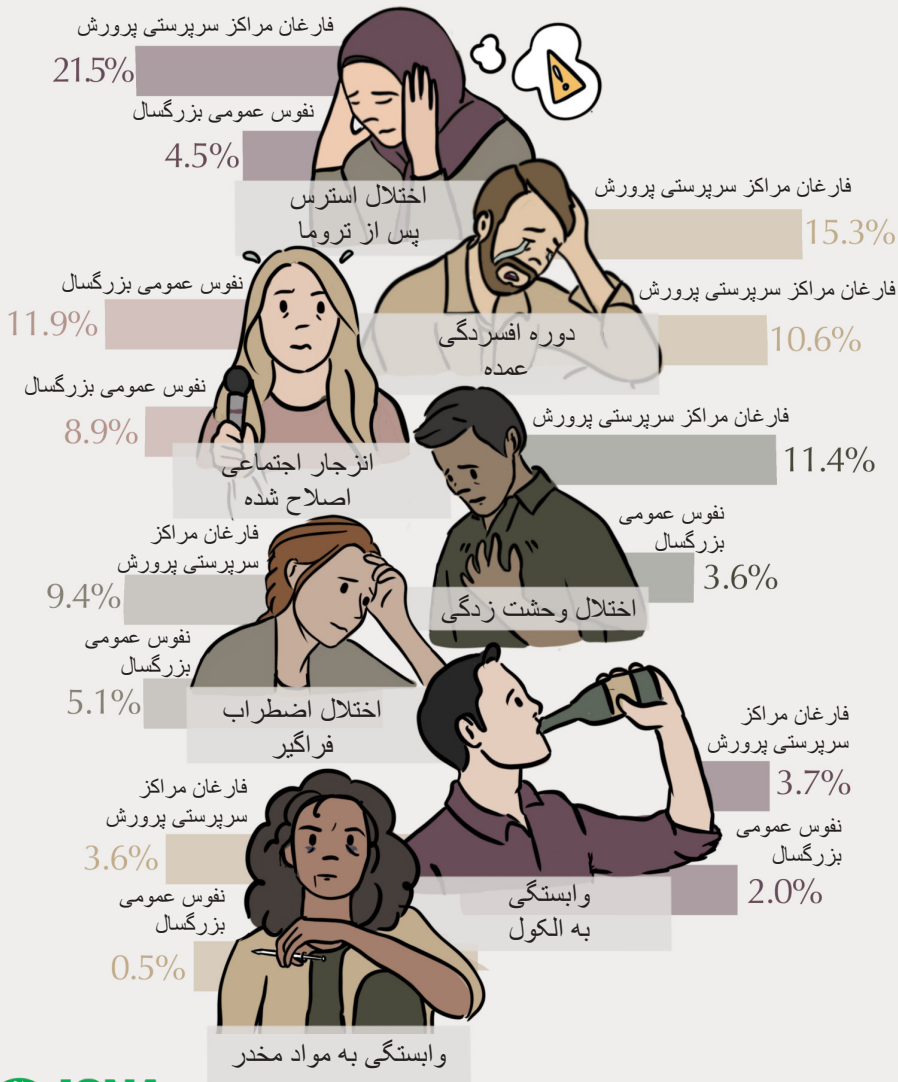 فارغان مراکز سرپرستی پرورش
21.5%
نفوس عمومی بزرگسال
4.5%
اختلال استرس
پس از تروما
فارغان مراکز سرپرستی پرورش
15.3%
فارغان مراکز سرپرستی پرورش
10.6%
دوره افسردگی
عمده
نفوس عمومی بزرگسال
11.9%
نفوس عمومی بزرگسال
8.9%
انزجار اجتماعی
اصلاح شده
فارغان مراکز سرپرستی پرورش
11.4%
نفوس عمومی
بزرگسال
3.6%
اختلال وحشت زدگی
فارغان مراکز
سرپرستی پرورش
9.4%
نفوس عمومی
بزرگسال
5.1%
اختلال اضطراب
فراگیر
فارغان مراکز
سرپرستی پرورش
3.7%
نفوس عمومی
بزرگسال
2.0%
وابستگی
به الکول
فارغان مراکز
سرپرستی پرورش
3.6%
نفوس عمومی
بزرگسال
0.5%
وابستگی به مواد مخدر